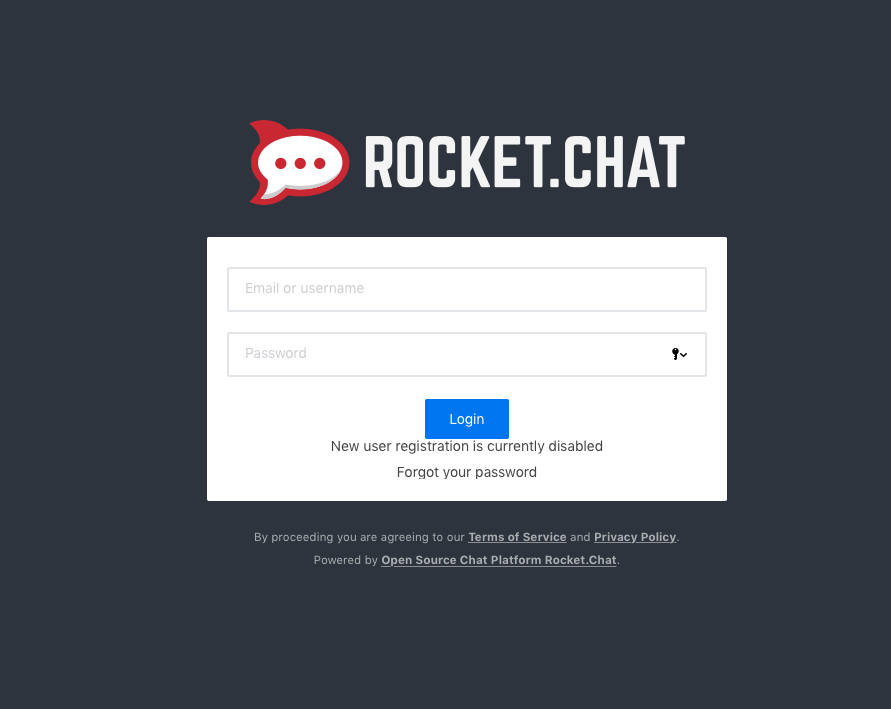 ROCKET.CHAT
Email or username
Password
Login
New user registration is currently disabled
Forgot your password
By proceeding you are agreeing to our Terms of Service and Privacy Policy.
Powered by Open Source Chat Platform Rocket.Chat.